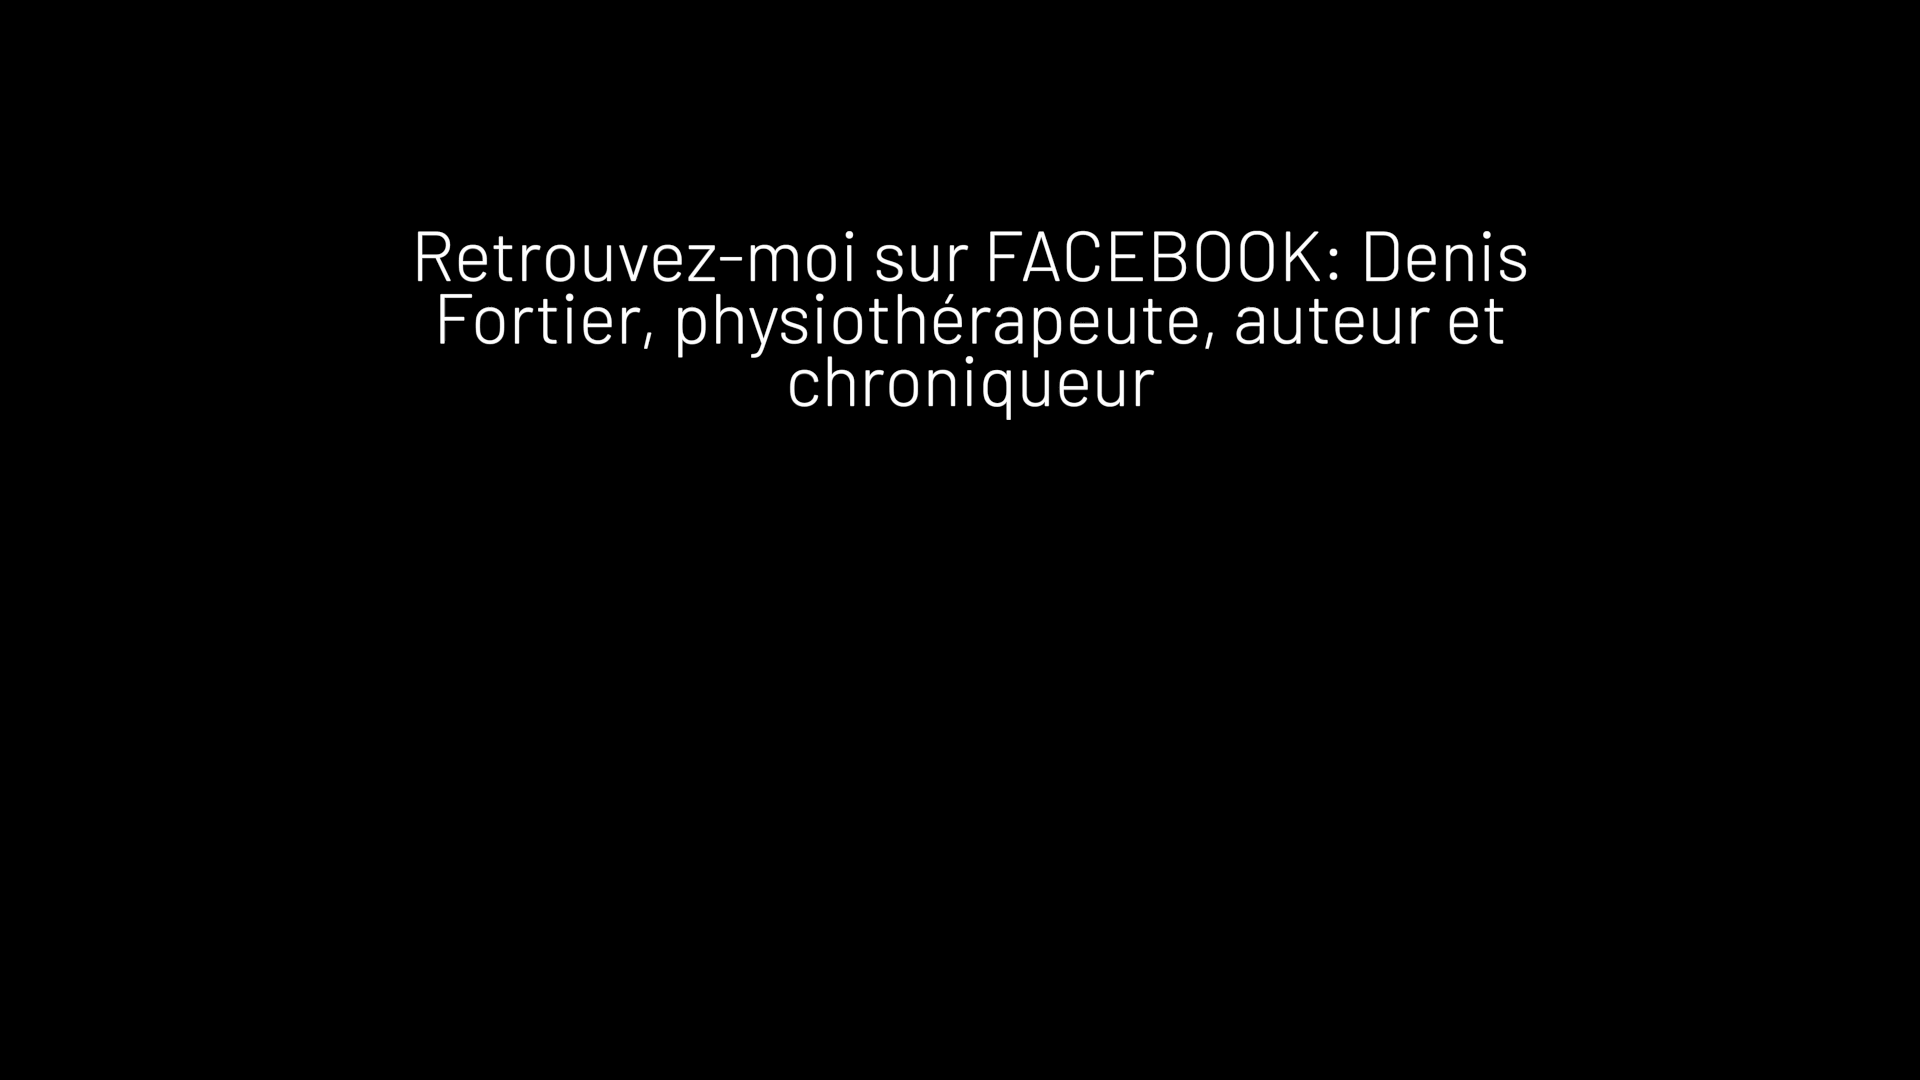 Retrouvez-moi sur FACEBOOK: Denis
Fortier, physiothérapeute, auteur et
chroniqueur